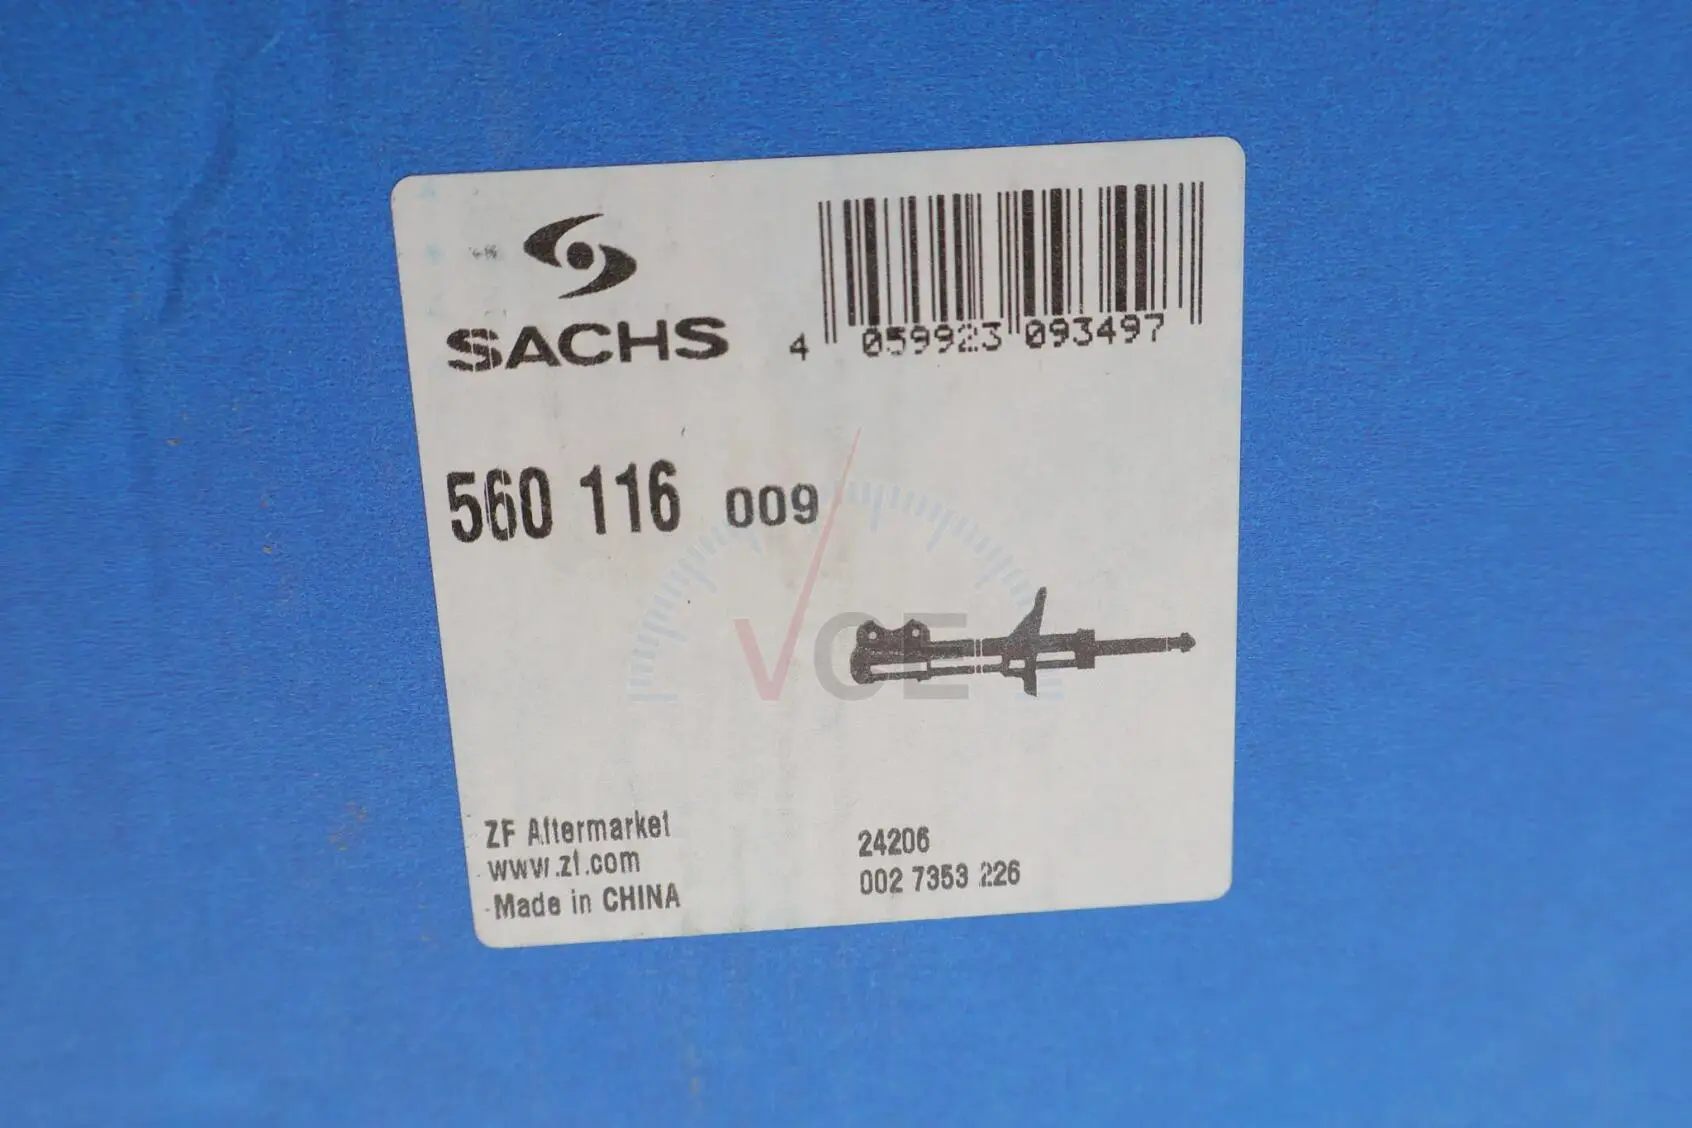 SACHS
4 059923 093497
560 116 009
VCE
ZF Aftermarket
www.zf.com
Made in CHINA
24206
002 7353 226